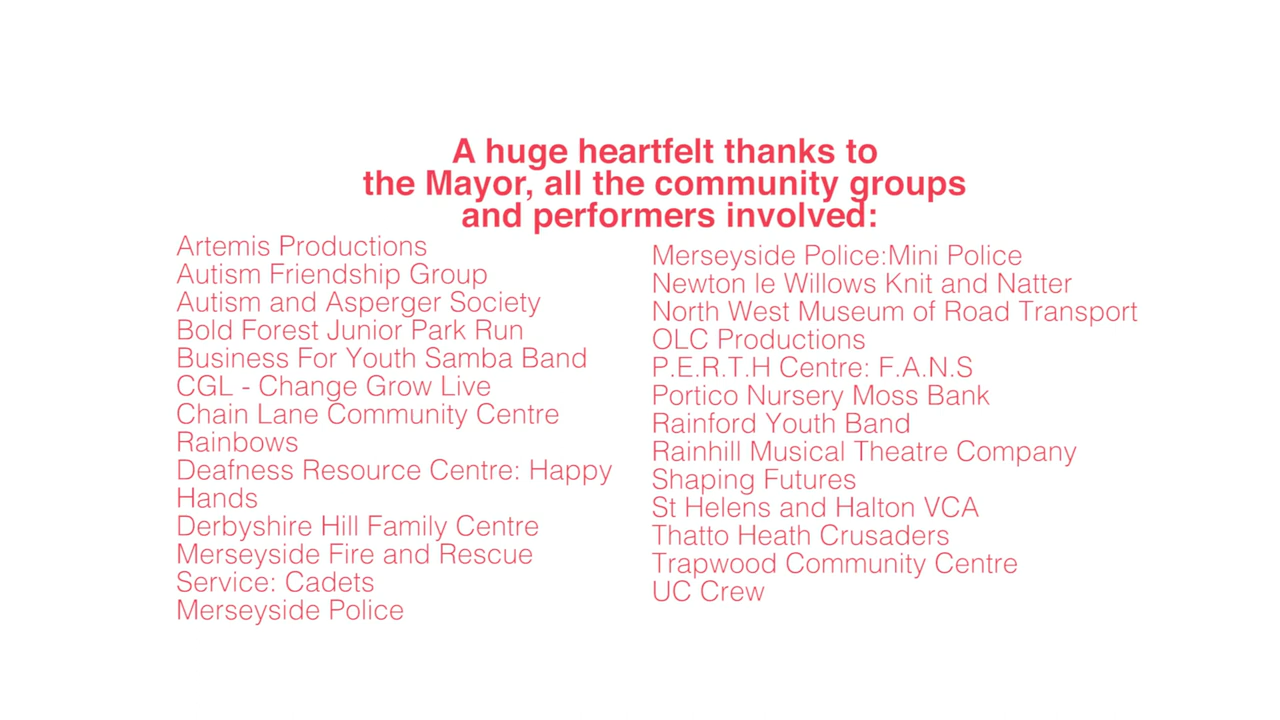 A huge heartfelt thanks to
the Mayor, all the community groups
and performers involved:
Artemis Productions
Autism Friendship Group
Autism and Asperger Society
Bold Forest Junior Park Run
Business For Youth Samba Band
CGL - Change Grow Live
Chain Lane Community Centre
Rainbows
Deafness Resource Centre: Happy
Hands
Derbyshire Hill Family Centre
Merseyside Fire and Rescue
Service: Cadets
Merseyside Police
Merseyside Police:Mini Police
Newton le Willows Knit and Natter
North West Museum of Road Transport
OLC Productions
P.E.R.T.H Centre: F.A.N.S
Portico Nursery Moss Bank
Rainford Youth Band
Rainhill Musical Theatre Company
Shaping Futures
St Helens and Halton VCA
Thatto Heath Crusaders
Trapwood Community Centre
UC Crew